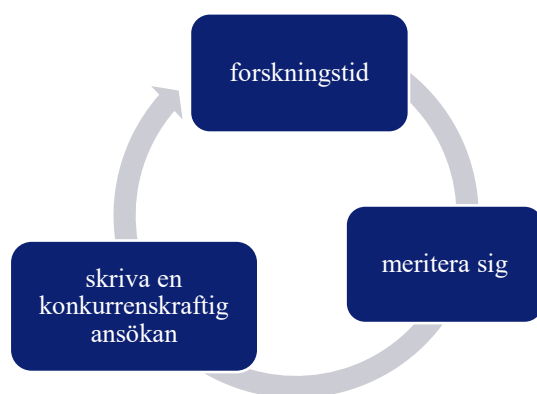 forskningstid
meritera sig
skriva en
konkurrenskraftig
ansökan